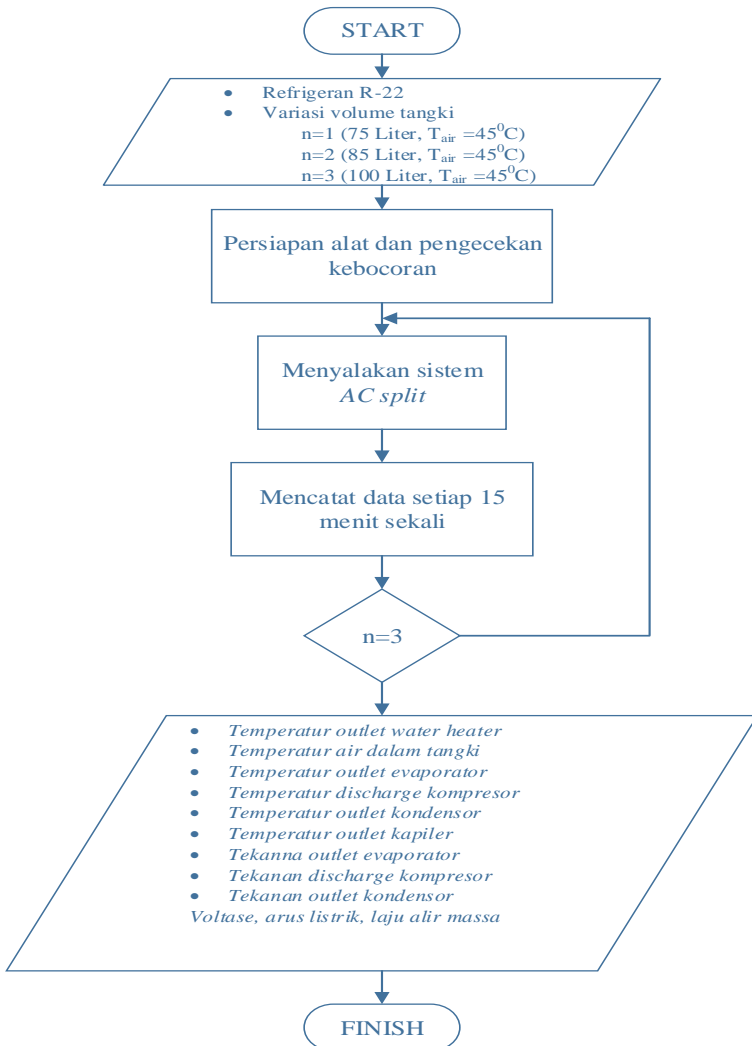 START
• Refrigeran R-22
• Variasi volume tangki
n=1 (75 Liter, Tair =45⁰C)
n=2 (85 Liter, Tair =45⁰C)
n=3 (100 Liter, Tair =45⁰C)
Persiapan alat dan pengecekan
kebocoran
Menyalakan sistem
AC split
Mencatat data setiap 15
menit sekali
n=3
• Temperatur outlet water heater
• Temperatur air dalam tangki
• Temperatur outlet evaporator
• Temperatur discharge kompresor
• Temperatur outlet kondensor
• Temperatur outlet kapiler
• Tekanna outlet evaporator
• Tekanan discharge kompresor
• Tekanan outlet kondensor
Voltase, arus listrik, laju alir massa
FINISH